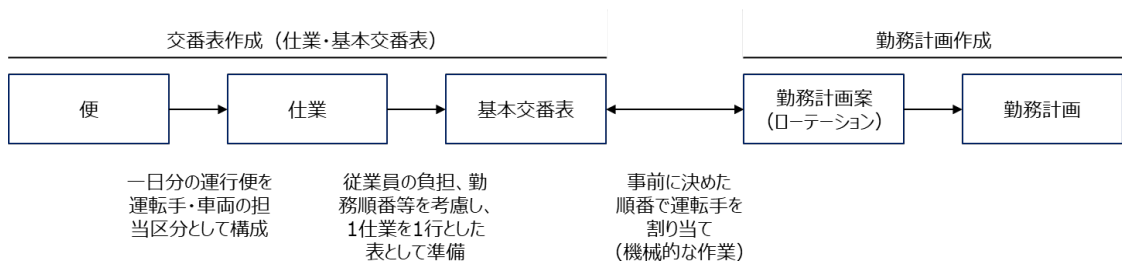 交番表作成（仕業・基本交番表）
勤務計画作成
便
仕業
基本交番表
勤務計画案
（ローテーション）
勤務計画
一日分の運行便を
運転手・車両の担
当区分として構成
従業員の負担、勤
務順番等を考慮し、
1仕業を1行とした
表として準備
事前に決めた
順番で運転手を
割り当て
（機械的な作業）